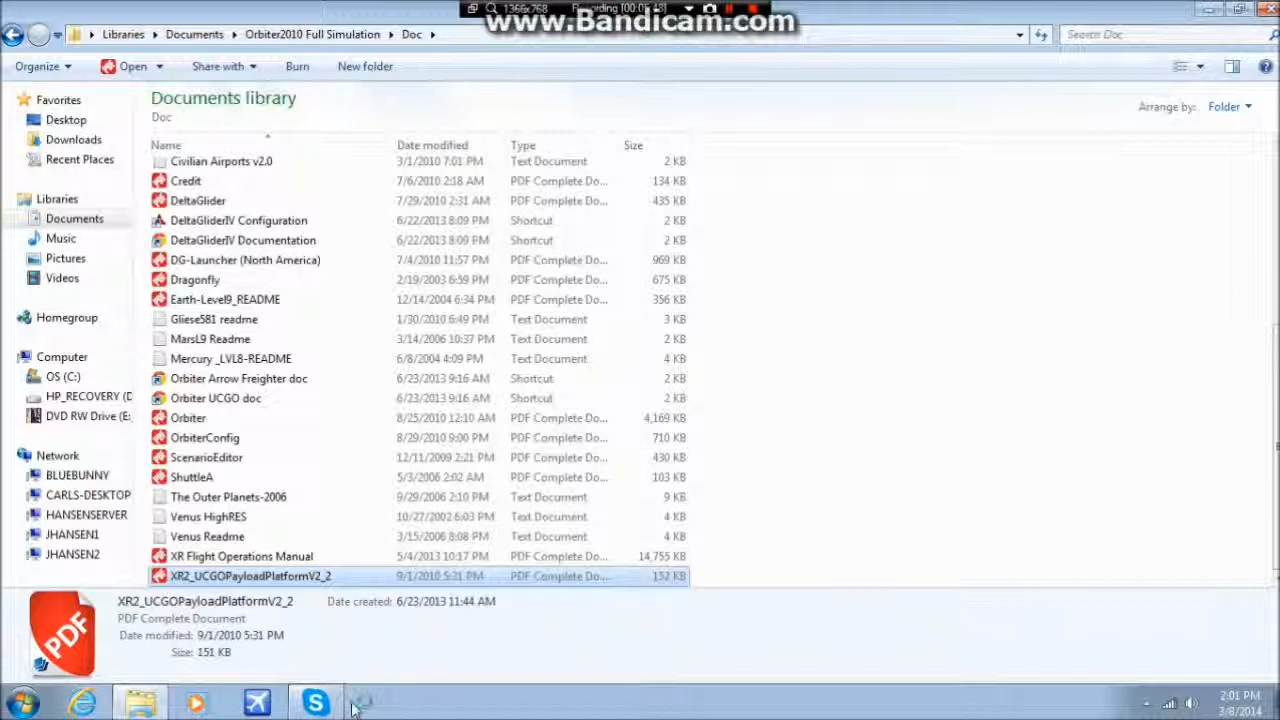 1366x768 Recording [00:05:48]
www.Bandicam.com
Libraries Documents Orbiter2010 Full Simulation Doc Search Doc
Organize Open Share with Burn New folder
Favorites
Desktop
Downloads
Recent Places
Libraries
Documents
Music
Pictures
Videos
Homegroup
Computer
OS (C:)
HP_RECOVERY (D
DVD RW Drive (E:
Network
BLUEBUNNY
CARLS-DESKTOP
HANSENSERVER
JHANSEN1
JHANSEN2
Documents library
Doc
Arrange by: Folder
Name Date modified Type Size
Civilian Airports v2.0 3/1/2010 7:01 PM Text Document 2 KB
Credit 7/6/2010 2:18 AM PDF Complete Do... 134 KB
DeltaGlider 7/29/2010 2:31 AM PDF Complete Do... 435 KB
DeltaGliderIV Configuration 6/22/2013 8:09 PM Shortcut 2 KB
DeltaGliderIV Documentation 6/22/2013 8:09 PM Shortcut 2 KB
DG-Launcher (North America) 7/4/2010 11:57 PM PDF Complete Do... 969 KB
Dragonfly 2/19/2003 6:59 PM PDF Complete Do... 675 KB
Earth-Level9_README 12/14/2004 6:34 PM PDF Complete Do... 356 KB
Gliese581 readme 1/30/2010 6:49 PM Text Document 3 KB
MarsL9 Readme 3/14/2006 10:37 PM Text Document 2 KB
Mercury _LVL8-README 6/8/2004 4:09 PM Text Document 4 KB
Orbiter Arrow Freighter doc 6/23/2013 9:16 AM Shortcut 2 KB
Orbiter UCGO doc 6/23/2013 9:16 AM Shortcut 2 KB
Orbiter 8/25/2010 12:10 AM PDF Complete Do... 4,169 KB
OrbiterConfig 8/29/2010 9:00 PM PDF Complete Do... 710 KB
ScenarioEditor 12/11/2009 2:21 PM PDF Complete Do... 430 KB
ShuttleA 5/3/2006 2:02 AM PDF Complete Do... 103 KB
The Outer Planets-2006 9/29/2006 2:10 PM Text Document 9 KB
Venus HighRES 10/27/2002 6:03 PM Text Document 4 KB
Venus Readme 3/15/2006 8:08 PM Text Document 4 KB
XR Flight Operations Manual 5/4/2013 10:17 PM PDF Complete Do... 14,755 KB
XR2_UCGOPayloadPlatformV2_2 9/1/2010 5:31 PM PDF Complete Do... 152 KB
PDF
XR2_UCGOPayloadPlatformV2_2 Date created: 6/23/2013 11:44 AM
PDF Complete Document
Date modified: 9/1/2010 5:31 PM
Size: 151 KB
2:01 PM
3/8/2014